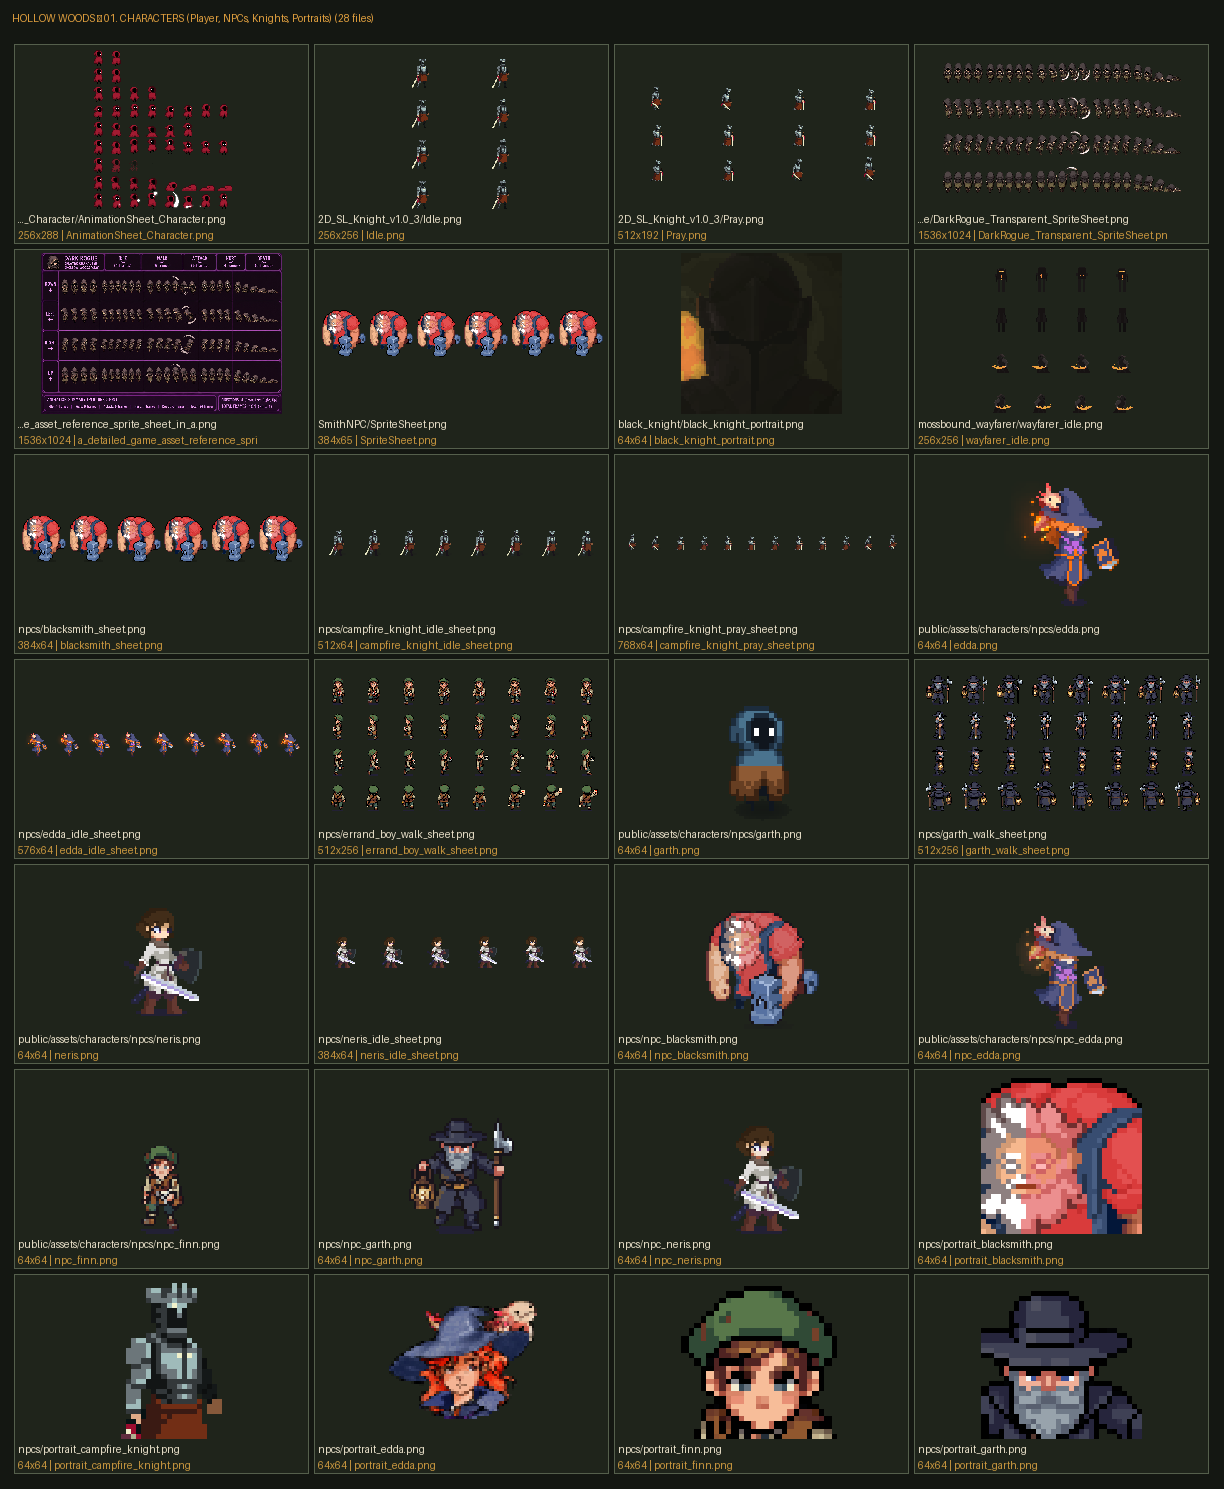 HOLLOW WOODS 01. CHARACTERS (Player, NPCs, Knights, Portraits) (28 files)
..._Character/AnimationSheet_Character.png
256x288 | AnimationSheet_Character.png
2D_SL_Knight_v1.0_3/Idle.png
256x256 | Idle.png
2D_SL_Knight_v1.0_3/Pray.png
512x192 | Pray.png
...e/DarkRogue_Transparent_SpriteSheet.png
1536x1024 | DarkRogue_Transparent_SpriteSheet.pn
DARK ROGUE
...e_asset_reference_sprite_sheet_in_a.png
1536x1024 | a_detailed_game_asset_reference_spri
SmithNPC/SpriteSheet.png
384x65 | SpriteSheet.png
black_knight/black_knight_portrait.png
64x64 | black_knight_portrait.png
mossbound_wayfarer/wayfarer_idle.png
256x256 | wayfarer_idle.png
npcs/blacksmith_sheet.png
384x64 | blacksmith_sheet.png
npcs/campfire_knight_idle_sheet.png
512x64 | campfire_knight_idle_sheet.png
npcs/campfire_knight_pray_sheet.png
768x64 | campfire_knight_pray_sheet.png
public/assets/characters/npcs/edda.png
64x64 | edda.png
npcs/edda_idle_sheet.png
576x64 | edda_idle_sheet.png
npcs/errand_boy_walk_sheet.png
512x256 | errand_boy_walk_sheet.png
public/assets/characters/npcs/garth.png
64x64 | garth.png
npcs/garth_walk_sheet.png
512x256 | garth_walk_sheet.png
public/assets/characters/npcs/neris.png
64x64 | neris.png
npcs/neris_idle_sheet.png
384x64 | neris_idle_sheet.png
npcs/npc_blacksmith.png
64x64 | npc_blacksmith.png
public/assets/characters/npcs/npc_edda.png
64x64 | npc_edda.png
public/assets/characters/npcs/npc_finn.png
64x64 | npc_finn.png
npcs/npc_garth.png
64x64 | npc_garth.png
npcs/npc_neris.png
64x64 | npc_neris.png
npcs/portrait_blacksmith.png
64x64 | portrait_blacksmith.png
npcs/portrait_campfire_knight.png
64x64 | portrait_campfire_knight.png
npcs/portrait_edda.png
64x64 | portrait_edda.png
npcs/portrait_finn.png
64x64 | portrait_finn.png
npcs/portrait_garth.png
64x64 | portrait_garth.png